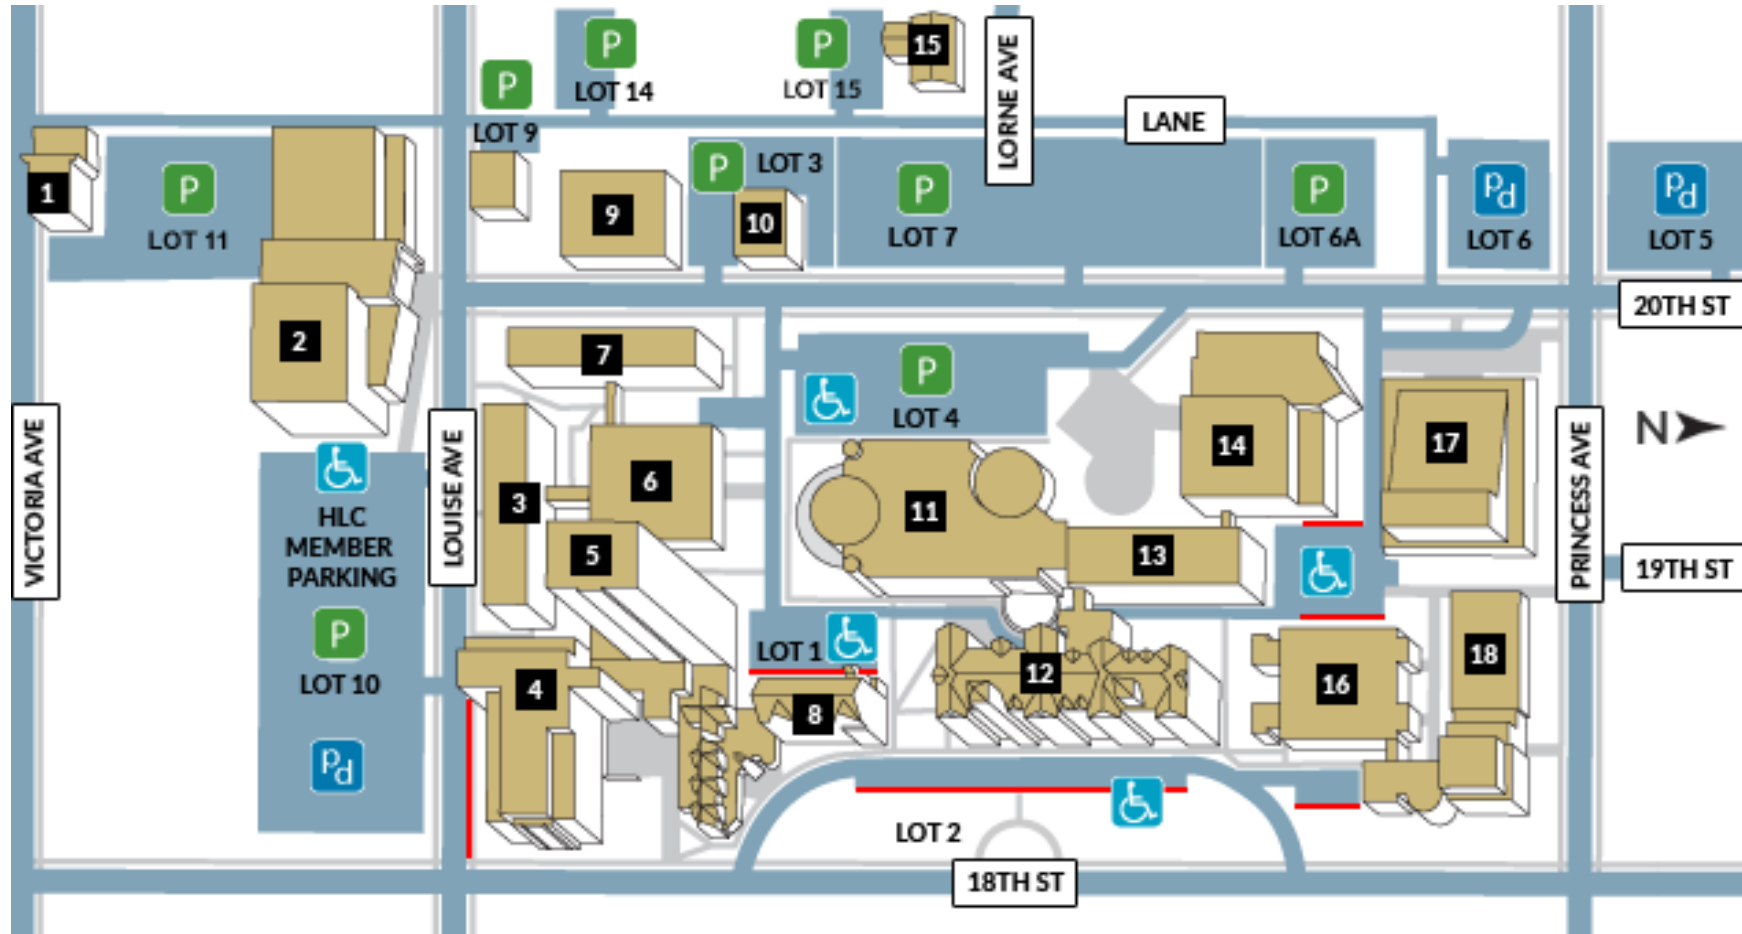 P
LOT 14
P
LOT 15
15
LORNE AVE
P
LOT 9
LANE
1
P
LOT 11
9
P
LOT 3
10
P
LOT 7
P
LOT 6A
Pd
LOT 6
Pd
LOT 5
20TH ST
2
7
P
LOT 4
14
17
N
VICTORIA AVE
LOUISE AVE
PRINCESS AVE
HLC
MEMBER
PARKING
3
6
5
11
13
19TH ST
P
LOT 10
Pd
4
LOT 1
8
12
16
18
LOT 2
18TH ST